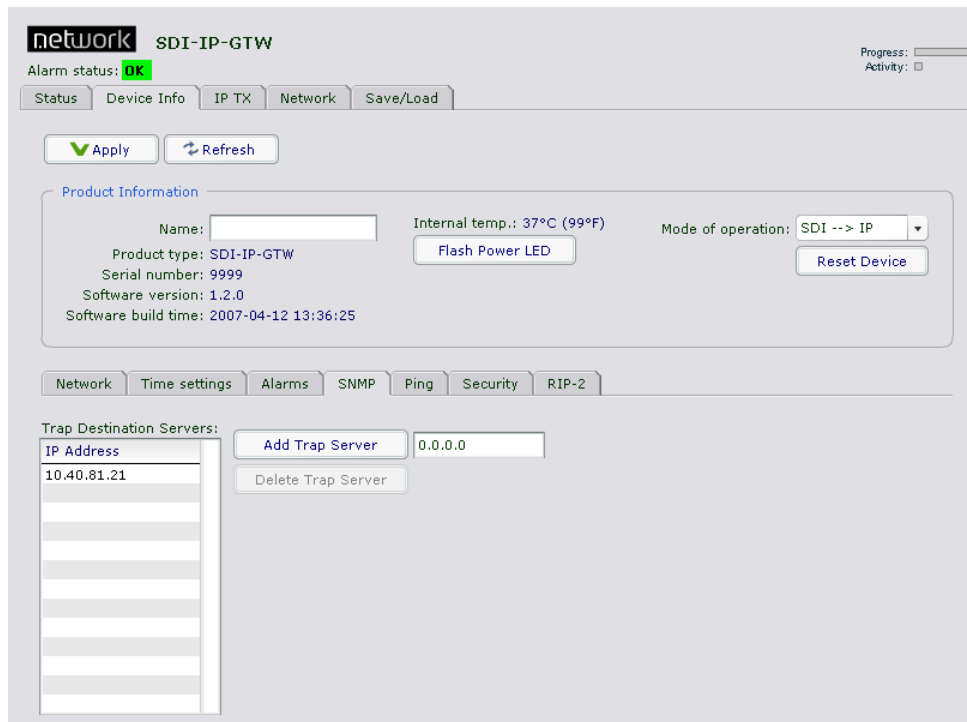 network SDI-IP-GTW
Progress:
Alarm status: OK
Activity:
Status Device Info IP TX Network Save/Load
Apply Refresh
Product Information
Name:
Internal temp.: 37°C (99°F)
Mode of operation: SDI --> IP
Product type: SDI-IP-GTW
Flash Power LED
Reset Device
Serial number: 9999
Software version: 1.2.0
Software build time: 2007-04-12 13:36:25
Network Time settings Alarms SNMP Ping Security RIP-2
Trap Destination Servers:
IP Address
Add Trap Server 0.0.0.0
10.40.81.21
Delete Trap Server